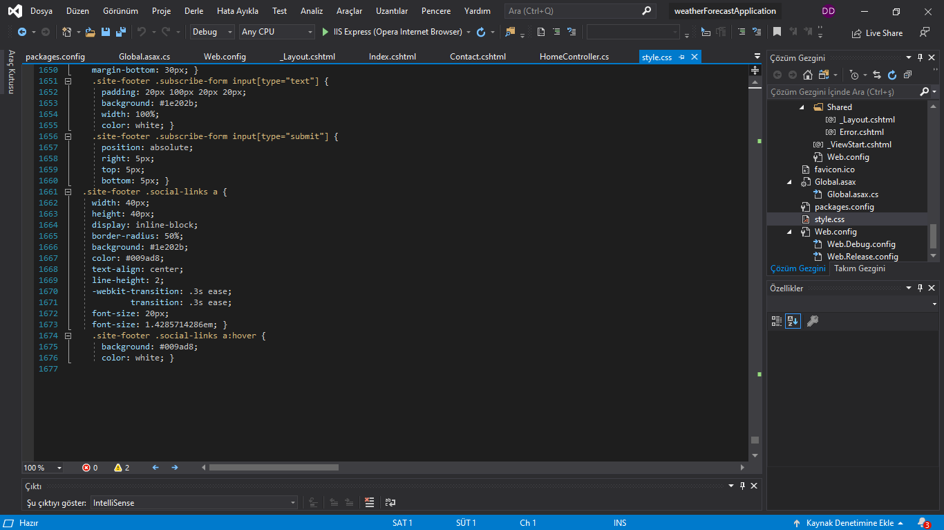 Dosya Düzen Görünüm Proje Derle Hata Ayıkla Test Analiz Araçlar Uzantılar Pencere Yardım Ara (Ctrl+Q) weatherForecastApplication DD
Debug Any CPU IIS Express (Opera Internet Browser) Live Share
Araç Kutusu
packages.config Global.asax.cs Web.config _Layout.cshtml Index.cshtml Contact.cshtml HomeController.cs style.css
1650 margin-bottom: 30px; }
1651 .site-footer .subscribe-form input[type="text"] {
1652 padding: 20px 100px 20px 20px;
1653 background: #1e202b;
1654 width: 100%;
1655 color: white; }
1656 .site-footer .subscribe-form input[type="submit"] {
1657 position: absolute;
1658 right: 5px;
1659 top: 5px;
1660 bottom: 5px; }
1661 .site-footer .social-links a {
1662 width: 40px;
1663 height: 40px;
1664 display: inline-block;
1665 border-radius: 50%;
1666 background: #1e202b;
1667 color: #009ad8;
1668 text-align: center;
1669 line-height: 2;
1670 -webkit-transition: .3s ease;
1671 transition: .3s ease;
1672 font-size: 20px;
1673 font-size: 1.4285714286em; }
1674 .site-footer .social-links a:hover {
1675 background: #009ad8;
1676 color: white; }
1677
100 % 0 2
Çıktı
Şu çıktıyı göster: IntelliSense
Çözüm Gezgini
Çözüm Gezgini İçinde Ara (Ctrl+ş)
Shared
_Layout.cshtml
Error.cshtml
_ViewStart.cshtml
Web.config
favicon.ico
Global.asax
Global.asax.cs
packages.config
style.css
Web.config
Web.Debug.config
Web.Release.config
Çözüm Gezgini Takım Gezgini
Özellikler
Hazır SAT 1 SÜT 1 Ch 1 INS Kaynak Denetimine Ekle 3